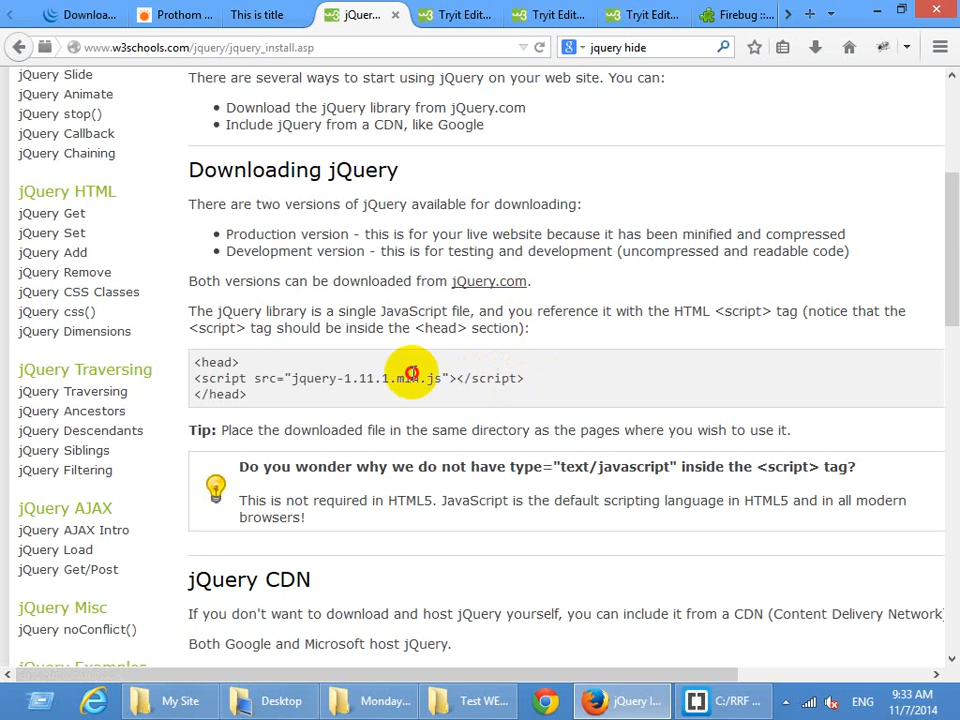 Downloa...
Prothom ...
This is title
jQuery...
Tryit Edit...
Tryit Edit...
Tryit Edit...
Firebug ::...
www.w3schools.com/jquery/jquery_install.asp
jquery hide
jQuery Slide
jQuery Animate
jQuery stop()
jQuery Callback
jQuery Chaining
jQuery HTML
jQuery Get
jQuery Set
jQuery Add
jQuery Remove
jQuery CSS Classes
jQuery css()
jQuery Dimensions
jQuery Traversing
jQuery Traversing
jQuery Ancestors
jQuery Descendants
jQuery Siblings
jQuery Filtering
jQuery AJAX
jQuery AJAX Intro
jQuery Load
jQuery Get/Post
jQuery Misc
jQuery noConflict()
jQuery Examples
There are several ways to start using jQuery on your web site. You can:
Download the jQuery library from jQuery.com
Include jQuery from a CDN, like Google
Downloading jQuery
There are two versions of jQuery available for downloading:
Production version - this is for your live website because it has been minified and compressed
Development version - this is for testing and development (uncompressed and readable code)
Both versions can be downloaded from jQuery.com.
The jQuery library is a single JavaScript file, and you reference it with the HTML <script> tag (notice that the
<script> tag should be inside the <head> section):
<head>
<script src="jquery-1.11.1.min.js"></script>
</head>
Tip: Place the downloaded file in the same directory as the pages where you wish to use it.
Do you wonder why we do not have type="text/javascript" inside the <script> tag?
This is not required in HTML5. JavaScript is the default scripting language in HTML5 and in all modern
browsers!
jQuery CDN
If you don't want to download and host jQuery yourself, you can include it from a CDN (Content Delivery Network)
Both Google and Microsoft host jQuery.
My Site
Desktop
Monday...
Test WE...
jQuery I...
C:/RRF ...
ENG
9:33 AM
11/7/2014